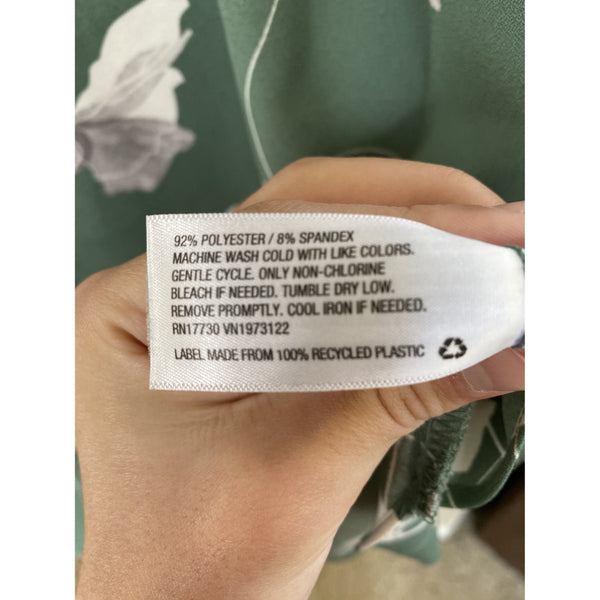 92% POLYESTER / 8% SPANDEX
MACHINE WASH COLD WITH LIKE COLORS.
GENTLE CYCLE. ONLY NON-CHLORINE
BLEACH IF NEEDED. TUMBLE DRY LOW.
REMOVE PROMPTLY. COOL IRON IF NEEDED.
RN17730 VN1973122
LABEL MADE FROM 100% RECYCLED PLASTIC